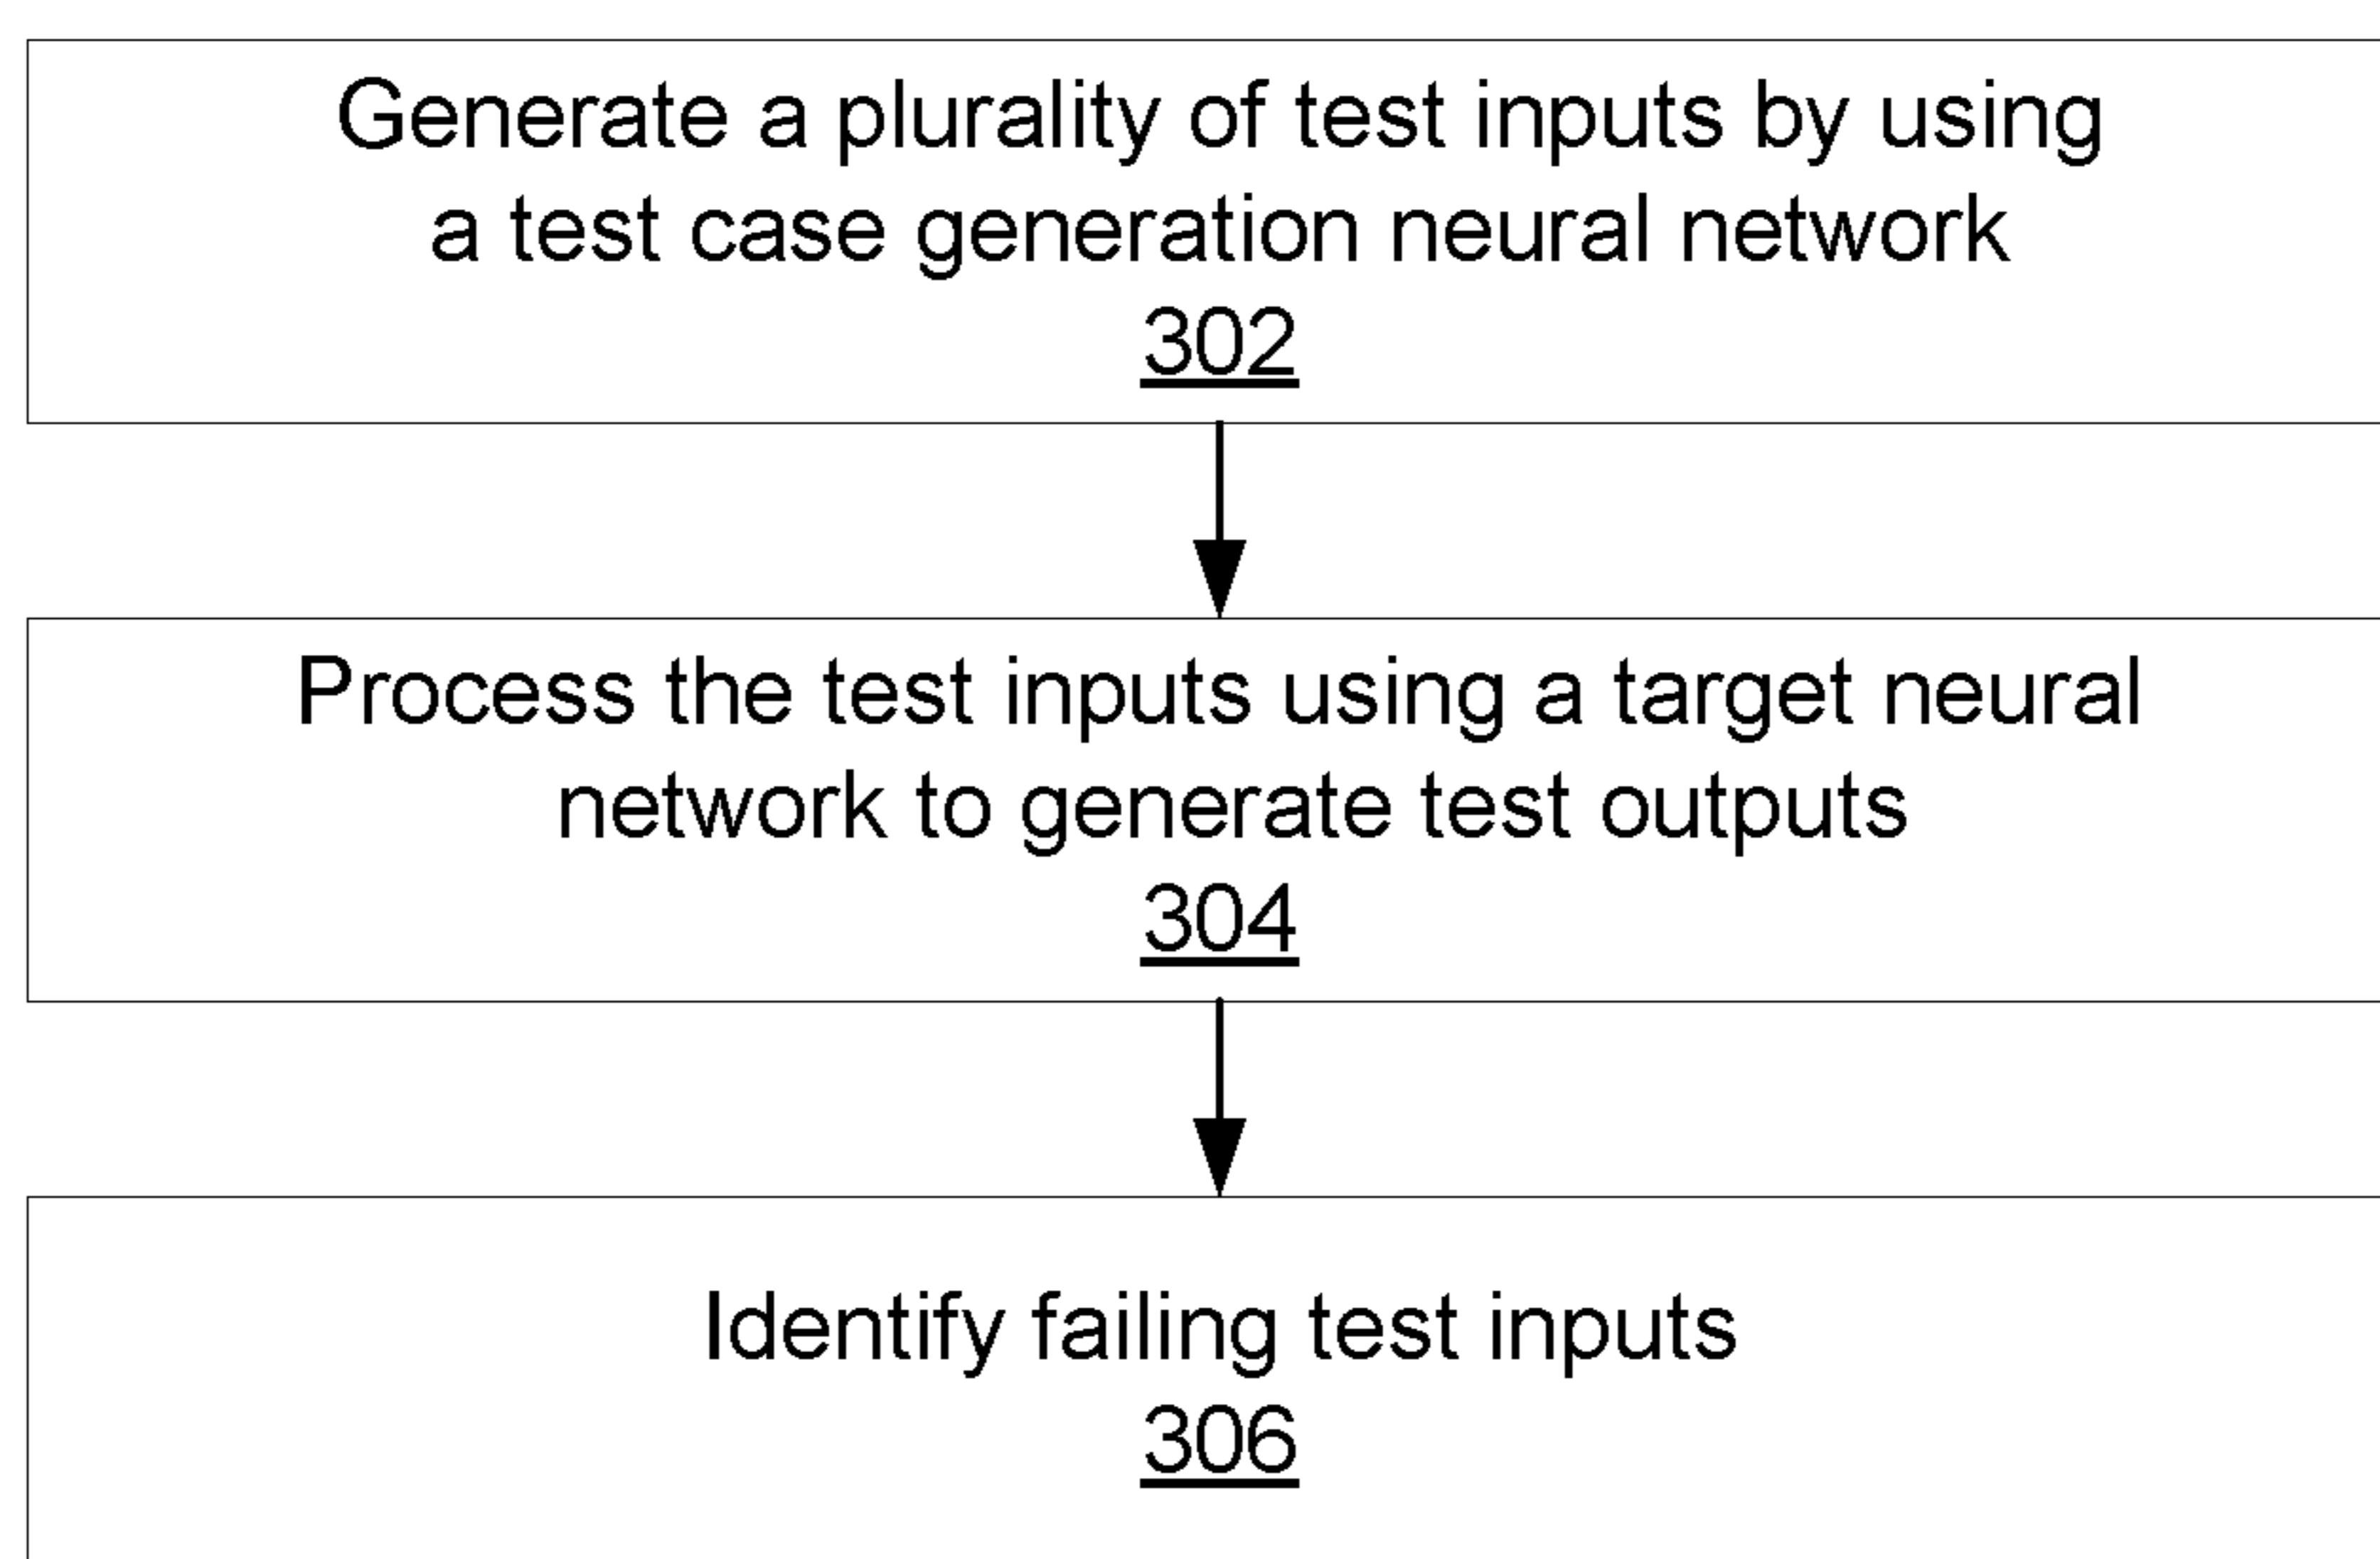 Generate a plurality of test inputs by using
a test case generation neural network
302
Process the test inputs using a target neural
network to generate test outputs
304
Identify failing test inputs
306